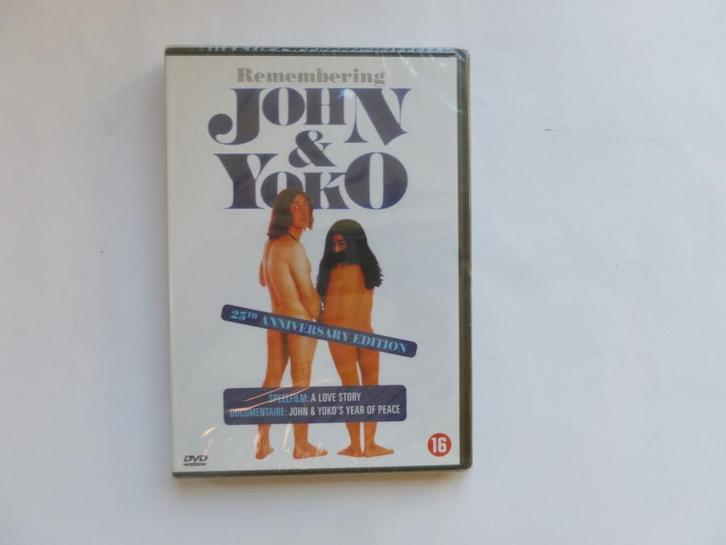 Remembering
JOHN
&
YOKO
25TH ANNIVERSARY EDITION
SPEELFILM: A LOVE STORY
DOCUMENTAIRE: JOHN & YOKO'S YEAR OF PEACE
16
DVD